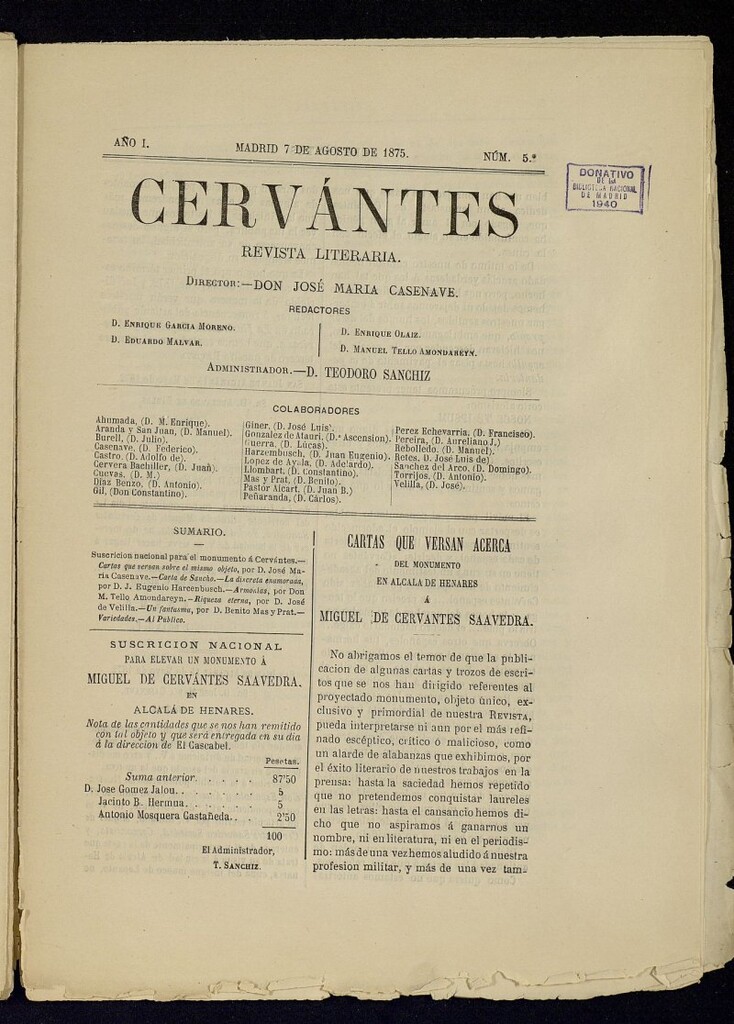 AÑO I.
MADRID 7 DE AGOSTO DE 1875.
NÚM. 5.º
DONATIVO
DE LA
BIBLIOTECA NACIONAL
DE MADRID
1940
CERVÁNTES
REVISTA LITERARIA.
DIRECTOR:—DON JOSÉ MARIA CASENAVE.
REDACTORES
D. ENRIQUE GARCIA MORENO.
D. EDUARDO MALVAR.
D. ENRIQUE OLAIZ.
D. MANUEL TELLO AMONDAREYN.
ADMINISTRADOR.—D. TEODORO SANCHIZ
COLABORADORES
Ahumada, (D. M. Enrique).
Aranda y San Juan, (D. Manuel).
Burell, (D. Julio).
Casenave, (D. Federico).
Castro, (D. Adolfo de).
Cervera Bachiller, (D. Juan).
Cuevas, (D. M.)
Diaz Benzo, (D. Antonio).
Gil, (Don Constantino).
Giner, (D. José Luis).
Gonzalez de Atauri, (D.ª Ascension).
Guerra, (D. Lúcas).
Harzembusch, (D. Juan Eugenio).
Lopez de Ayala, (D. Adelardo).
Llombart, (D. Constantino).
Mas y Prat, (D. Benito).
Pastor Aicart, (D. Juan B.)
Peñaranda, (D. Cárlos).
Perez Echevarria, (D. Francisco).
Pereira, (D. Aureliano J.)
Rebolledo, (D. Manuel).
Retes, (D. José Luis de)
Sanchez del Arco, (D. Domingo).
Torrijos, (D. Antonio).
Velilla, (D. José).
SUMARIO.
Suscricion nacional para el monumento á Cervántes.—
Cartas que versan sobre el mismo objeto, por D. José Ma-
ria Casenave.—Carta de Sancho.—La discreta enamorada,
por D. J. Eugenio Harcenbusch.—Armonias, por Don
M. Tello Amondareyn.—Riqueza eterna, por D. José
de Velilla.—Un fantasma, por D. Benito Mas y Prat.—
Variedades.—Al Público.
SUSCRICION NACIONAL
PARA ELEVAR UN MONUMENTO Á
MIGUEL DE CERVÁNTES SAAVEDRA.
EN
ALCALÁ DE HENARES.
Nota de las cantidades que se nos han remitido
con tal objeto y que será entregada en su dia
á la direccion de El Cascabel.
Pesetas.
Suma anterior. . . . . . 87'50
D. Jose Gomez Jalou. . . . . . 5
Jacinto B. Hermua. . . . . . 5
Antonio Mosquera Castañeda. . . 2'50
100
El Administrador,
T. SANCHIZ.
CARTAS QUE VERSAN ACERCA
DEL MONUMENTO
EN ALCALA DE HENARES
Á
MIGUEL DE CERVANTES SAAVEDRA.
No abrigamos el temor de que la publi-
cacion de algunas cartas y trozos de escri-
tos que se nos han dirigido referentes al
proyectado monumento, objeto único, ex-
clusivo y primordial de nuestra REVISTA,
pueda interpretarse ni aun por el más refi-
nado escéptico, crítico ó malicioso, como
un alarde de alabanzas que exhibimos, por
el éxito literario de nuestros trabajos en la
prensa: hasta la saciedad hemos repetido
que no pretendemos conquistar laureles
en las letras: hasta el cansancio hemos di-
cho que no aspiramos á ganarnos un
nombre, ni en literatura, ni en el periodis-
mo: más de una vez hemos aludido á nuestra
profesion militar, y más de una vez tam-